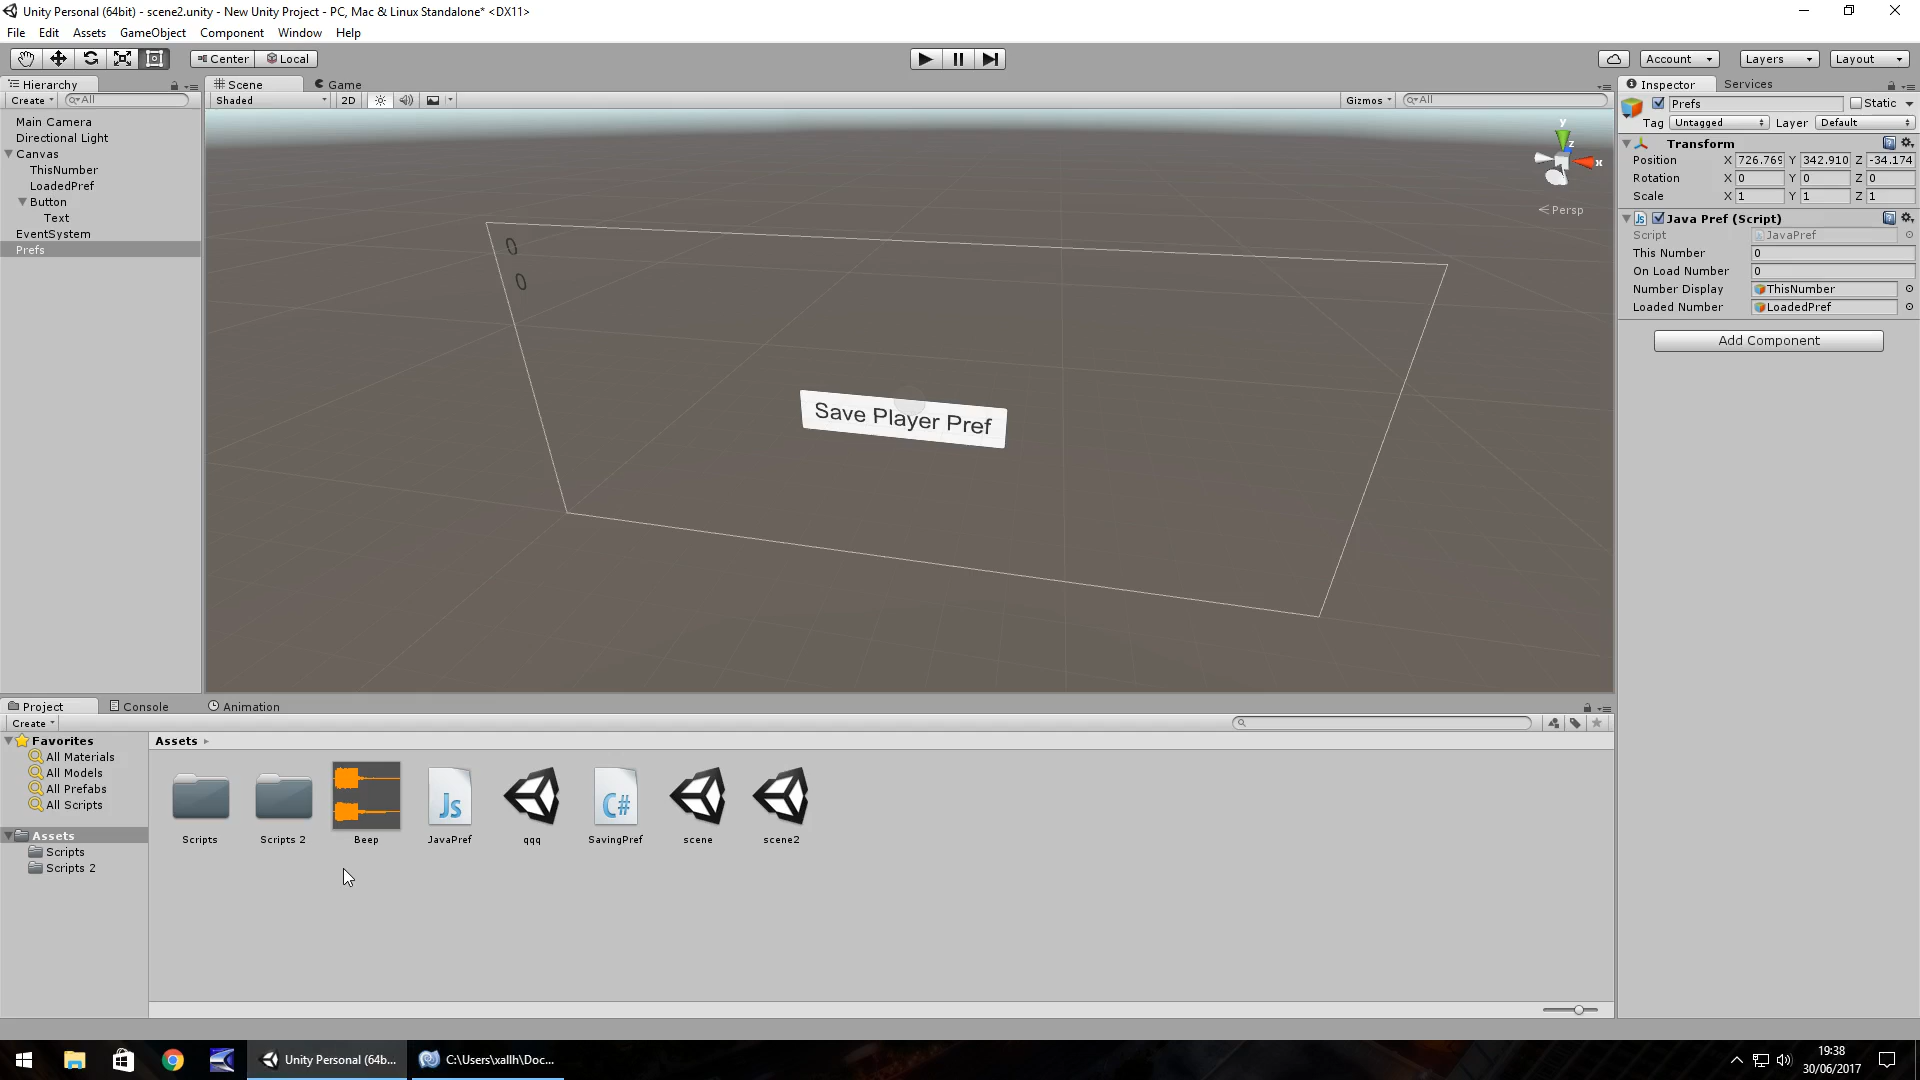 Unity Personal (64bit) - scene2.unity - New Unity Project - PC, Mac & Linux Standalone* <DX11>
File Edit Assets GameObject Component Window Help
Center Local Account Layers Layout
Hierarchy Scene Game Inspector Services
Create All Shaded 2D Gizmos All Prefs Static
Tag Untagged Layer Default
Main Camera
Directional Light
Canvas
ThisNumber
LoadedPref
Button
Text
EventSystem
Prefs
y
z
x
Persp
0
0
Save Player Pref
Transform
Position X 726.769 Y 342.910 Z -34.174
Rotation X 0 Y 0 Z 0
Scale X 1 Y 1 Z 1
Java Pref (Script)
Script JavaPref
This Number 0
On Load Number 0
Number Display ThisNumber
Loaded Number LoadedPref
Add Component
Project Console Animation
Create
Favorites
All Materials
All Models
All Prefabs
All Scripts
Assets
Scripts
Scripts 2
Assets
Js C#
Scripts Scripts 2 Beep JavaPref qqq SavingPref scene scene2
Unity Personal (64b... C:\Users\xallh\Doc...
19:38
30/06/2017